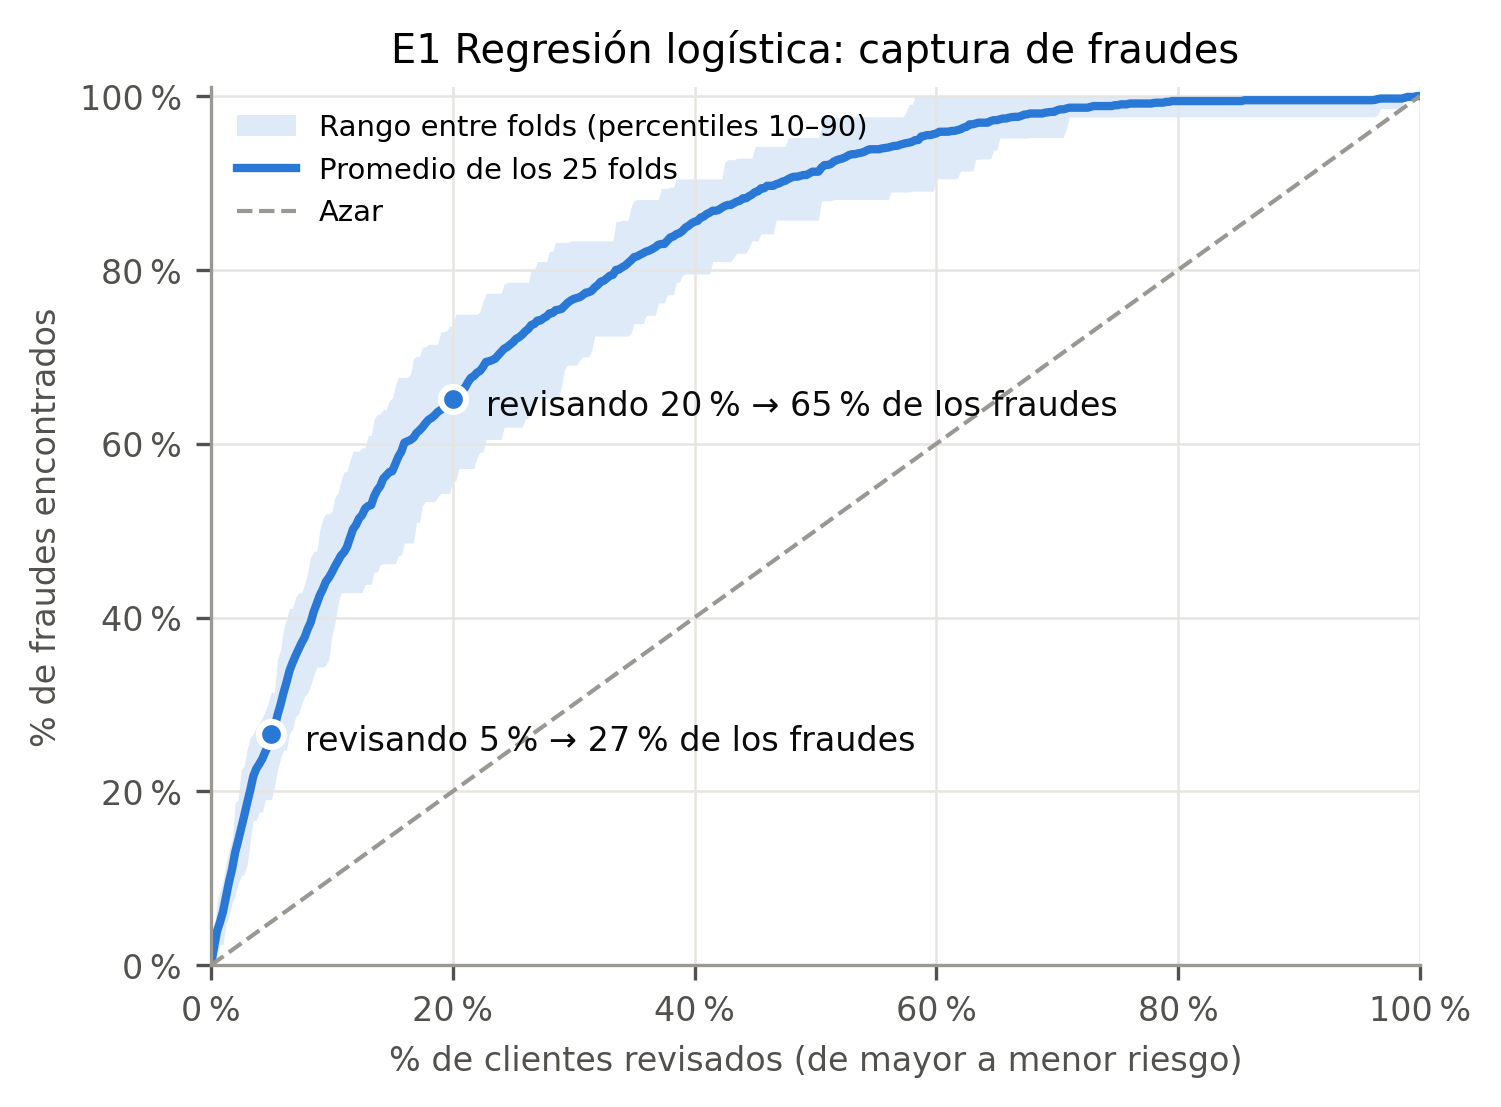 E1 Regresión logística: captura de fraudes
100 %
80 %
60 %
40 %
20 %
0 %
% de fraudes encontrados
Rango entre folds (percentiles 10–90)
Promedio de los 25 folds
Azar
revisando 20 % → 65 % de los fraudes
revisando 5 % → 27 % de los fraudes
0 % 20 % 40 % 60 % 80 % 100 %
% de clientes revisados (de mayor a menor riesgo)